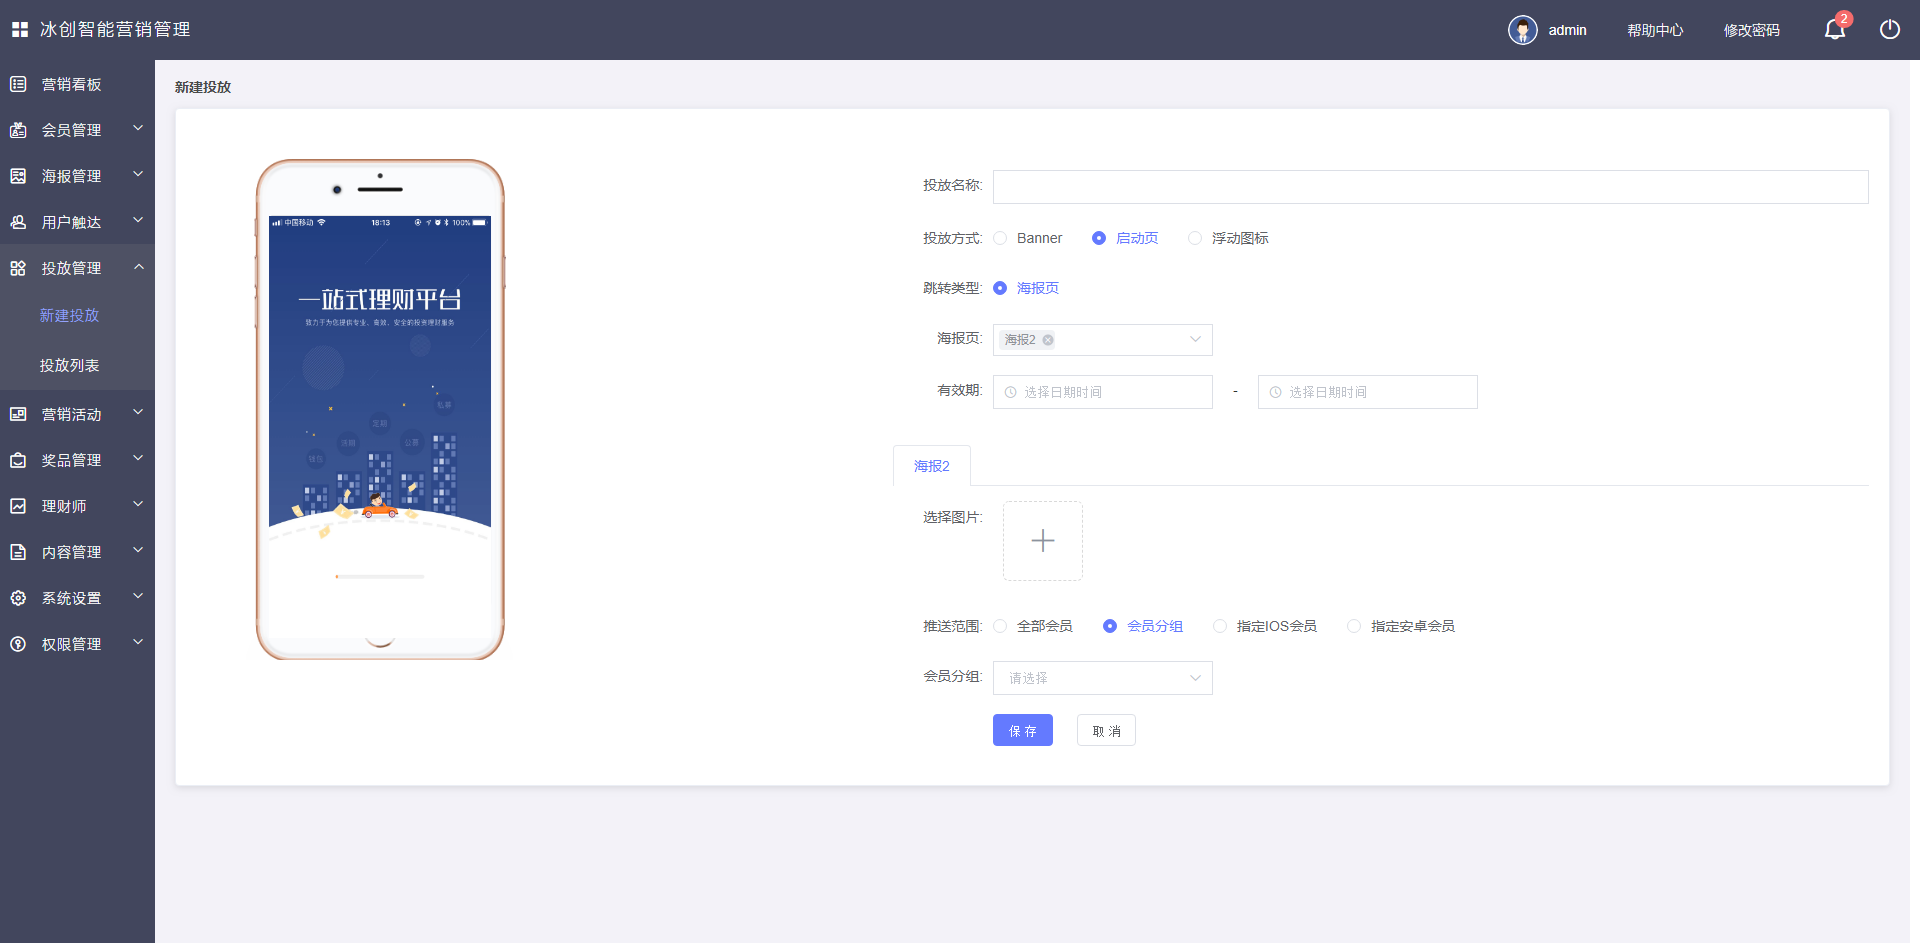 冰创智能营销管理
admin
帮助中心
修改密码
2
营销看板
会员管理
海报管理
用户触达
投放管理
新建投放
投放列表
营销活动
奖品管理
理财师
内容管理
系统设置
权限管理
新建投放
中国移动
18:13
100%
一站式理财平台
致力于为您提供专业、高效、安全的投资理财服务
私募
定期
活期
公募
钱包
投放名称:
投放方式: Banner 启动页 浮动图标
跳转类型: 海报页
海报页: 海报2
有效期: 选择日期时间 - 选择日期时间
海报2
选择图片:
推送范围: 全部会员 会员分组 指定IOS会员 指定安卓会员
会员分组: 请选择
保存 取消